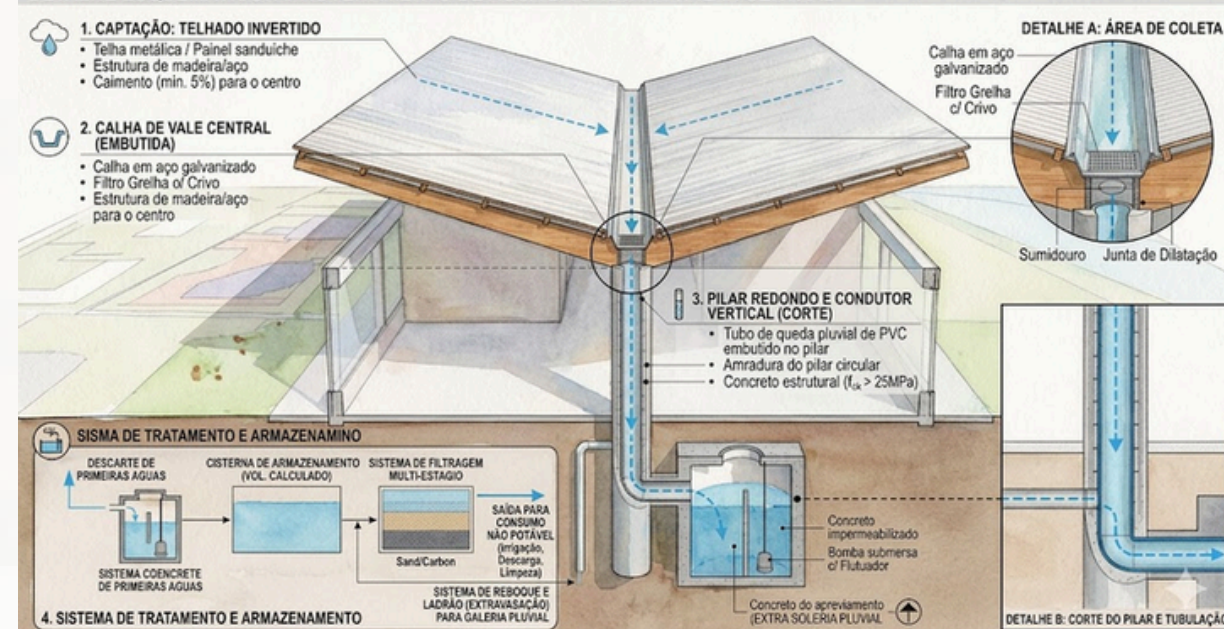 1. CAPTAÇÃO: TELHADO INVERTIDO
• Telha metálica / Painel sanduiche
• Estrutura de madeira/aço
• Caimento (min. 5%) para o centro
2. CALHA DE VALE CENTRAL
(EMBUTIDA)
• Calha em aço galvanizado
• Filtro Grelha o/ Crivo
• Estrutura de madeira/aço
para o centro
DETALHE A: ÁREA DE COLETA
Calha em aço
galvanizado
Filtro Grelha
c/ Crivo
Sumidouro
Junta de Dilatação
3. PILAR REDONDO E CONDUTOR
VERTICAL (CORTE)
• Tubo de queda pluvial de PVC
embutido no pilar
• Amradura do pilar circular
• Concreto estrutural (fck > 25MPa)
SISMA DE TRATAMENTO E ARMAZENAMINO
DESCARTE DE
PRIMEIRAS AGUAS
CISTERNA DE ARMAZENAMENTO
(VOL. CALCULADO)
SISTEMA DE FILTRAGEM
MULTI-ESTAGIO
SAÍDA PARA
CONSUMO
NÃO POTÁVEL
(Irrigação,
Descarga,
Limpeza)
Sand/Carbon
SISTEMA COENCRETE
DE PRIMEIRAS AGUAS
SISTEMA DE REBOQUE E
LADRÃO (EXTRAVASAÇÃO)
PARA GALERIA PLUVIAL
4. SISTEMA DE TRATAMENTO E ARMAZENAMENTO
Concreto
impermeabilizado
Bomba submersa
c/ Flutuador
Concreto do apreviamento
(EXTRA SOLERIA PLUVIAL
DETALHE B: CORTE DO PILAR E TUBULAÇÃO